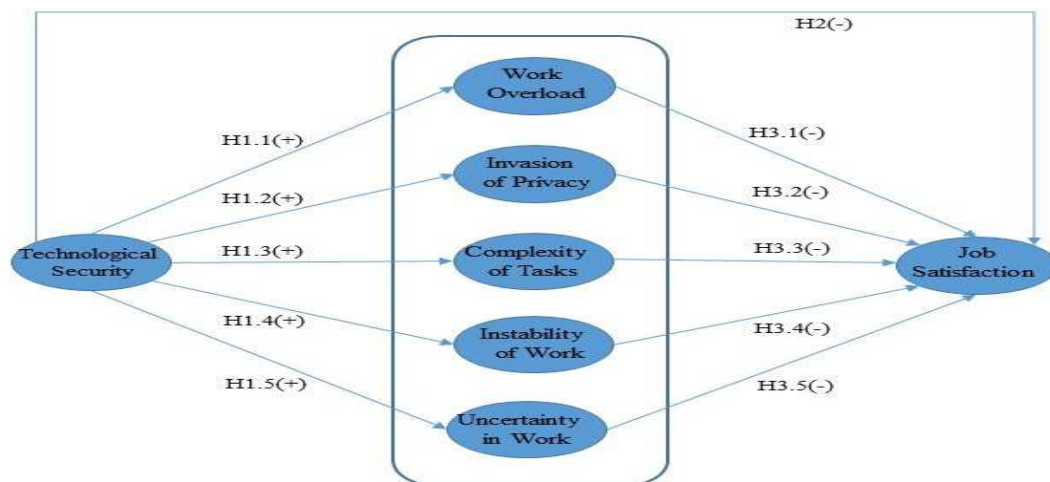 H2(-)
Work
Overload
H1.1(+)
H3.1(-)
Invasion
of Privacy
H1.2(+)
H3.2(-)
Technological
Security
H1.3(+)
Complexity
of Tasks
H3.3(-)
Job
Satisfaction
H1.4(+)
Instability
of Work
H3.4(-)
H1.5(+)
H3.5(-)
Uncertainty
in Work